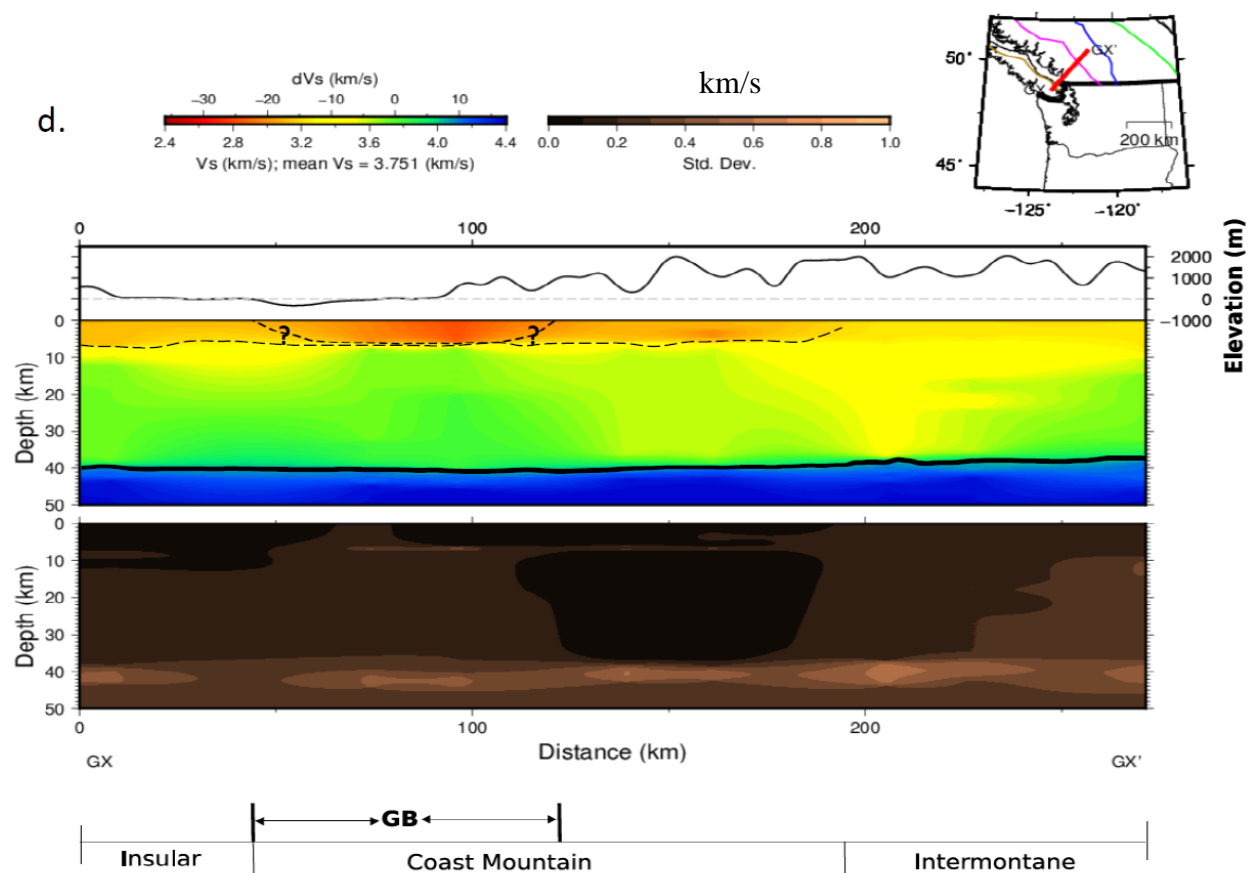 d.
dVs (km/s)
−30 −20 −10 0 10
2.4 2.8 3.2 3.6 4.0 4.4
Vs (km/s); mean Vs = 3.751 (km/s)
km/s
0.0 0.2 0.4 0.6 0.8 1.0
Std. Dev.
50˚
45˚
GX'
GX
200 km
−125˚ −120˚
0 100 200
2000
1000
0
−1000
Elevation (m)
? ?
0
10
20
30
40
50
Depth (km)
0
10
20
30
40
50
Depth (km)
0 100 200
Distance (km)
GX GX'
GB
Insular Coast Mountain Intermontane